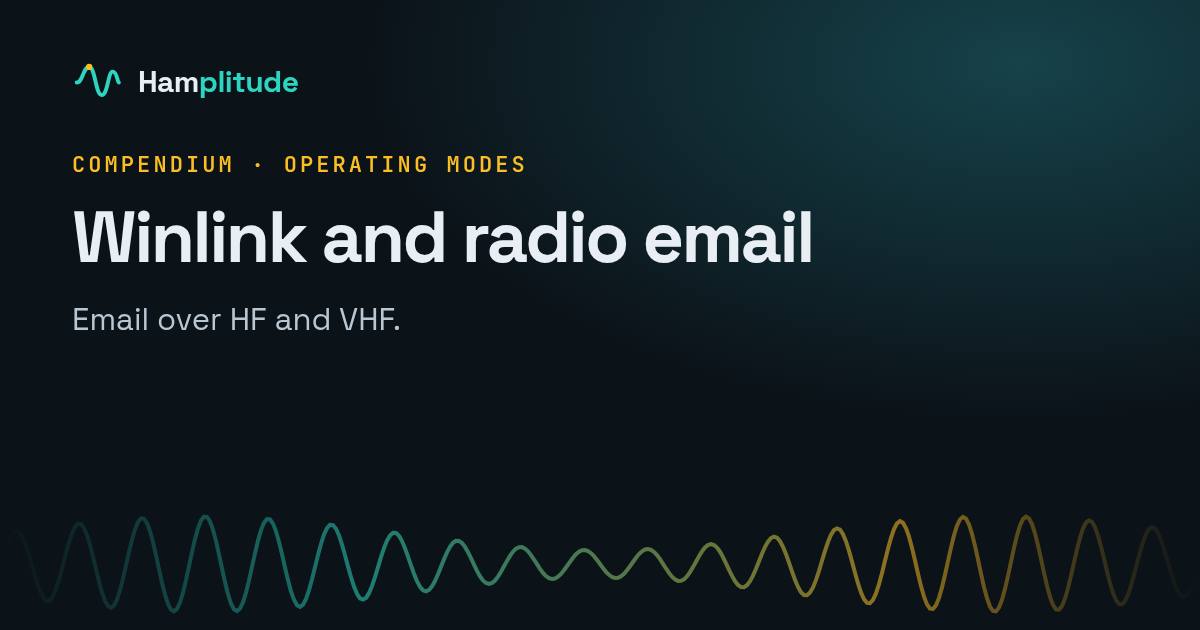 Hamplitude
COMPENDIUM · OPERATING MODES
Winlink and radio email
Email over HF and VHF.